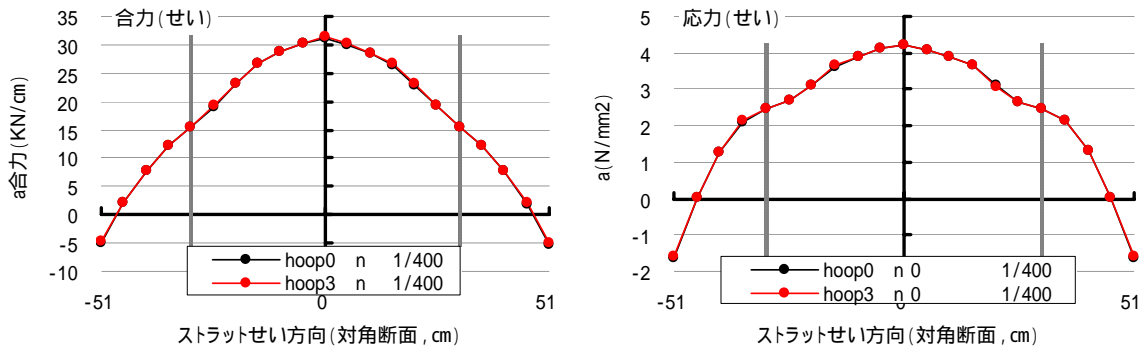 合力(せい)
35
30
25
20
15
10
5
0
-5
-10
a合力(KN/cm)
hoop0 n 1/400
hoop3 n 1/400
-51 0 51
ストラットせい方向(対角断面,cm)
応力(せい)
5
4
3
2
1
0
-1
-2
a(N/mm2)
hoop0 n 0 1/400
hoop3 n 0 1/400
-51 0 51
ストラットせい方向(対角断面,cm)